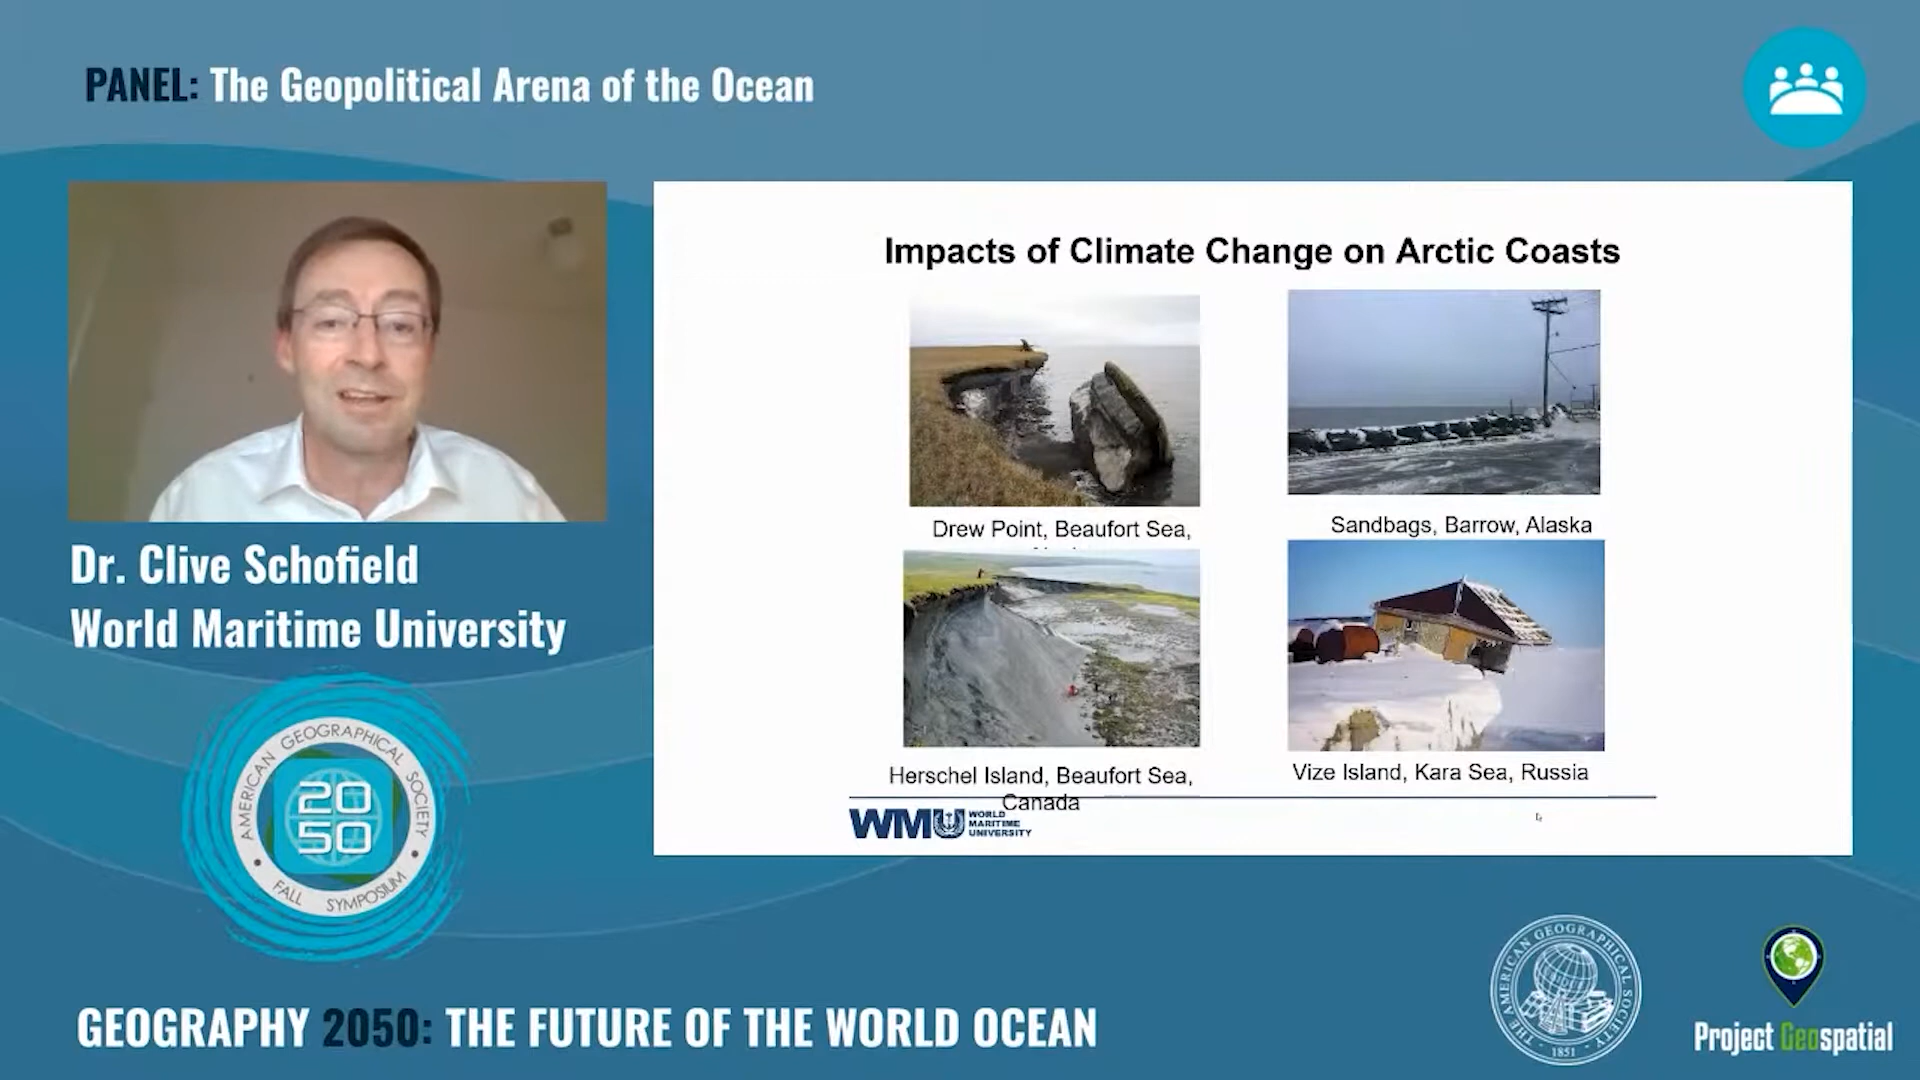 PANEL: The Geopolitical Arena of the Ocean
Impacts of Climate Change on Arctic Coasts
Drew Point, Beaufort Sea,
Sandbags, Barrow, Alaska
Herschel Island, Beaufort Sea,
Canada
Vize Island, Kara Sea, Russia
WMU WORLD
MARITIME
UNIVERSITY
Dr. Clive Schofield
World Maritime University
AMERICAN GEOGRAPHICAL SOCIETY
20
50
FALL SYMPOSIUM
GEOGRAPHY 2050: THE FUTURE OF THE WORLD OCEAN
THE AMERICAN GEOGRAPHICAL SOCIETY
1851
Project Geospatial